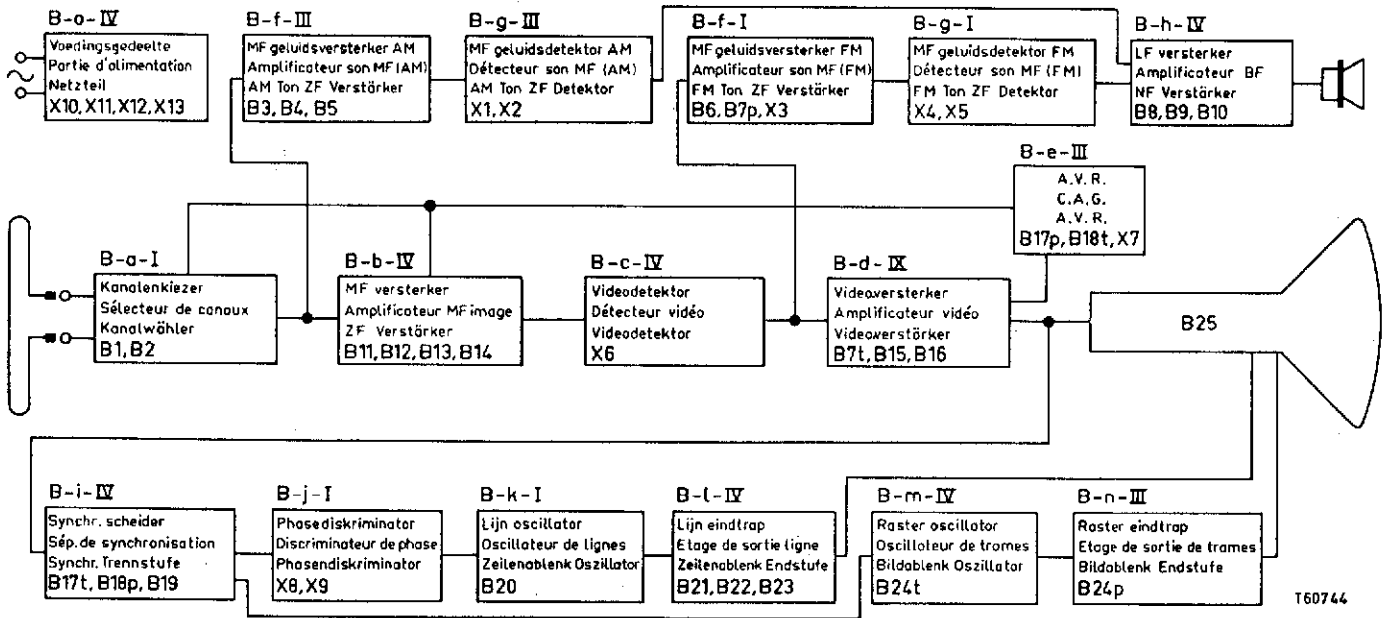 B-o-IV
Voedingsgedeelte
Partie d'alimentation
Netzteil
X10, X11, X12, X13
B-f-III
MF geluidsversterker AM
Amplificateur son MF (AM)
AM Ton ZF Verstärker
B3, B4, B5
B-g-III
MF geluidsdetektor AM
Détecteur son MF (AM)
AM Ton ZF Detektor
X1, X2
B-f-I
MF geluidsversterker FM
Amplificateur son MF (FM)
FM Ton ZF Verstärker
B6, B7p, X3
B-g-I
MF geluidsdetektor FM
Détecteur son MF (FM)
FM Ton ZF Detektor
X4, X5
B-h-IV
LF versterker
Amplificateur BF
NF Verstärker
B8, B9, B10
B-e-III
A.V.R.
C.A.G.
A.V.R.
B17p, B18t, X7
B-a-I
Kanalenkiezer
Sélecteur de canaux
Kanalwähler
B1, B2
B-b-IV
MF versterker
Amplificateur MF image
ZF Verstärker
B11, B12, B13, B14
B-c-IV
Videodetektor
Détecteur vidéo
Videodetektor
X6
B-d-IX
Videoversterker
Amplificateur vidéo
Videoverstörker
B7t, B15, B16
B25
B-i-IV
Synchr. scheider
Sép. de synchronisation
Synchr. Trennstufe
B17t, B18p, B19
B-j-I
Phasediskriminator
Discriminateur de phase
Phasendiskriminator
X8, X9
B-k-I
Lijn oscillator
Oscillateur de lignes
Zeilenablenk Oszillator
B20
B-l-IV
Lijn eindtrap
Etage de sortie ligne
Zeilenablenk Endstufe
B21, B22, B23
B-m-IV
Raster oscillator
Oscillateur de trames
Bildablenk Oszillator
B24t
B-n-III
Raster eindtrap
Etage de sortie de trames
Bildablenk Endstufe
B24p
T60744